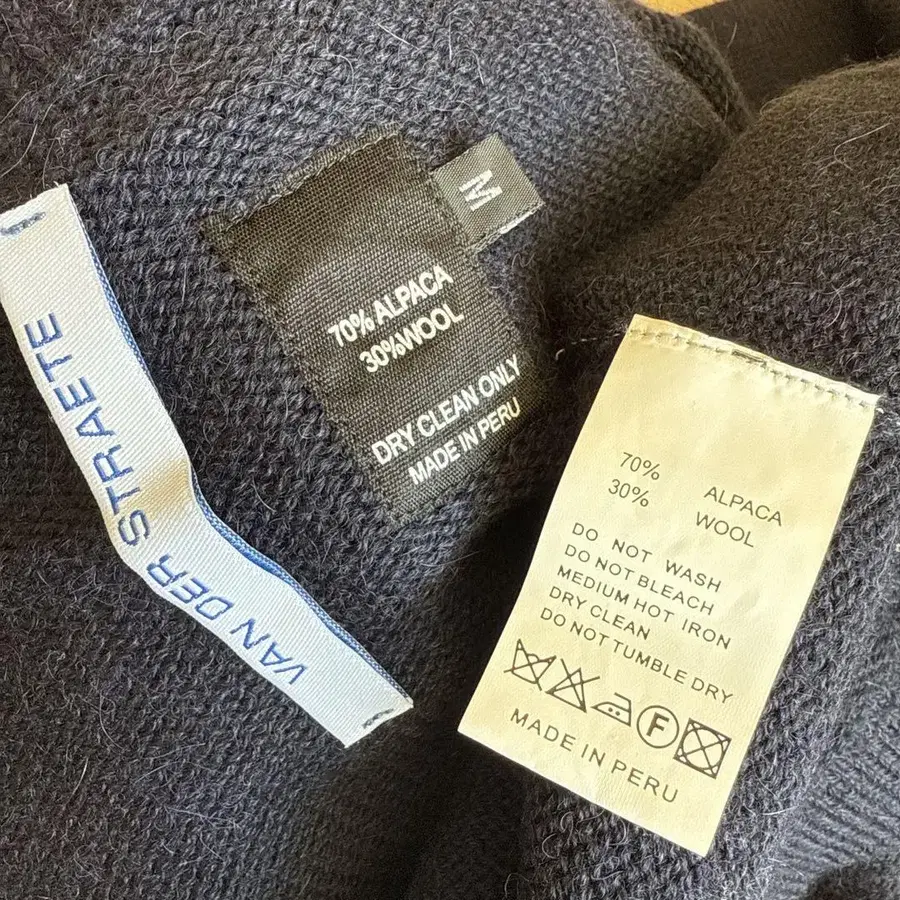 VAN DER STRAETE
M
70% ALPACA
30%WOOL
DRY CLEAN ONLY
MADE IN PERU
70% ALPACA
30% WOOL
DO NOT WASH
DO NOT BLEACH
MEDIUM HOT IRON
DRY CLEAN
DO NOT TUMBLE DRY
F
MADE IN PERU